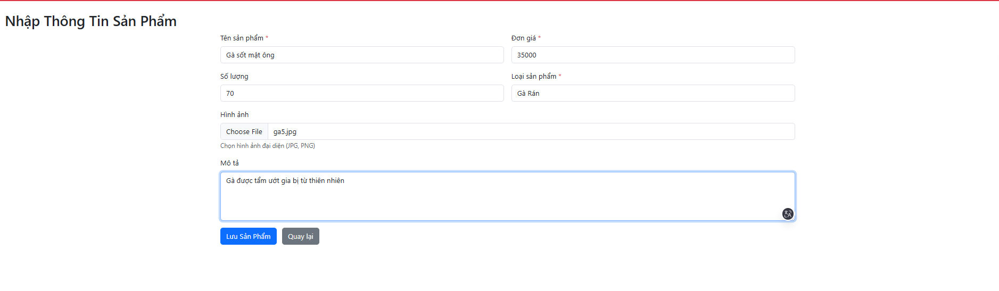 Nhập Thông Tin Sản Phẩm
Tên sản phẩm *
Đơn giá *
Gà sốt mật ông
35000
Số lượng
Loại sản phẩm *
70
Gà Rán
Hình ảnh
Choose File ga5.jpg
Chọn hình ảnh đại diện (JPG, PNG)
Mô tả
Gà được tẩm ướt gia bị từ thiên nhiên
Lưu Sản Phẩm
Quay lại